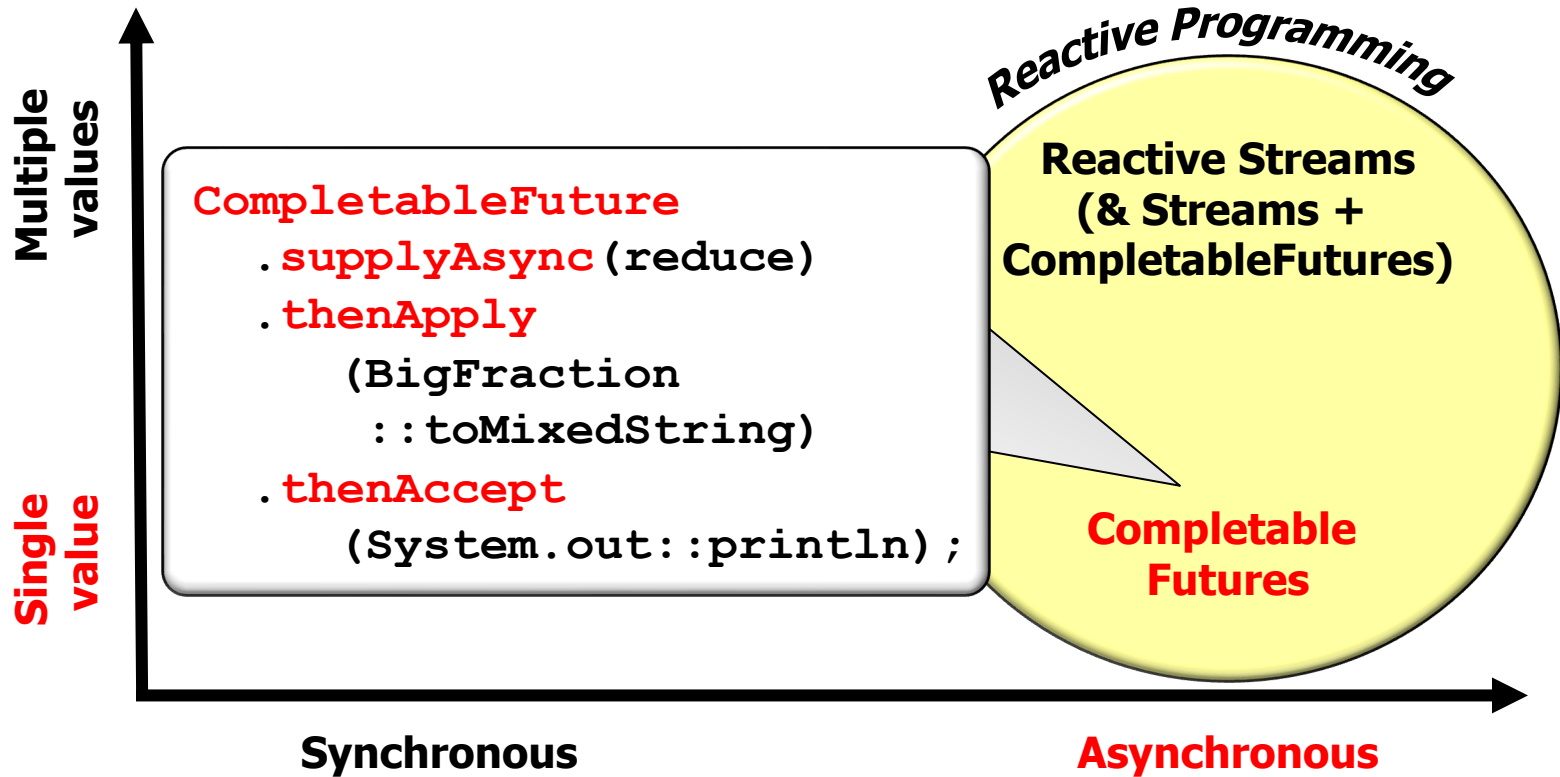 Reactive Programming
Multiple
values
Single
value
CompletableFuture
.supplyAsync(reduce)
.thenApply
(BigFraction
::toMixedString)
.thenAccept
(System.out::println);
Reactive Streams
(& Streams +
CompletableFutures)
Completable
Futures
Synchronous
Asynchronous